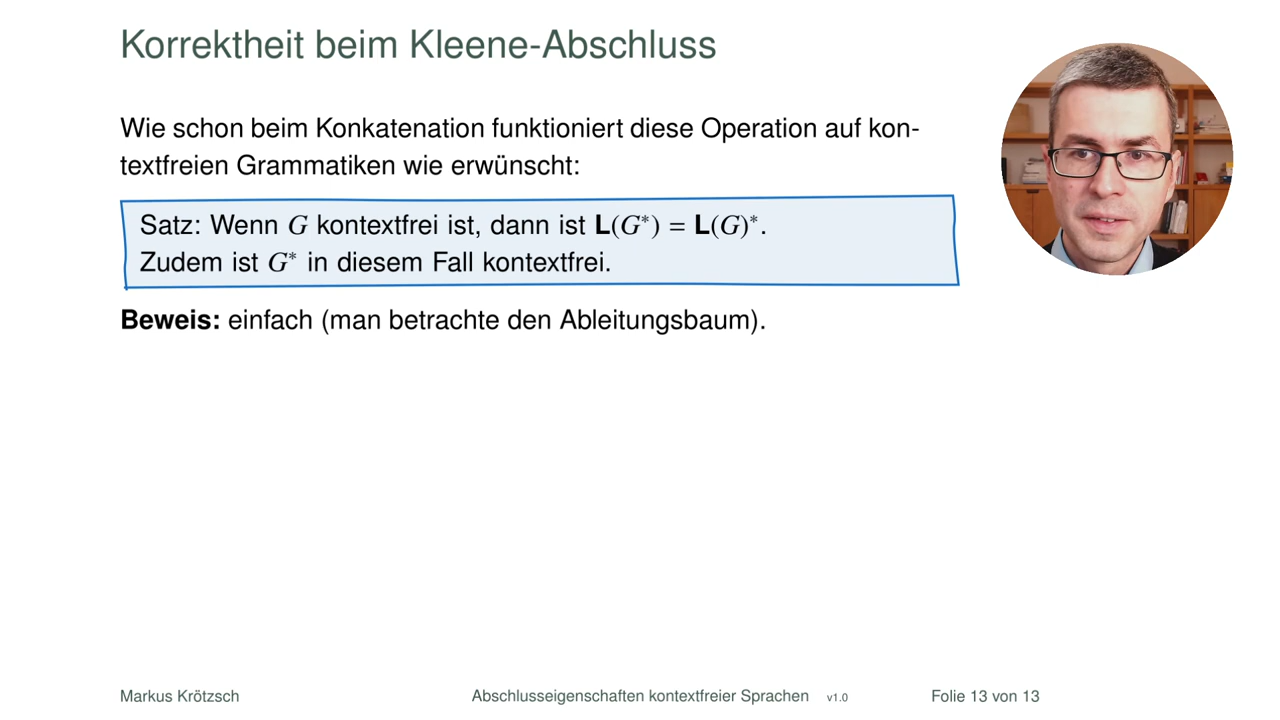 Korrektheit beim Kleene-Abschluss
Wie schon beim Konkatenation funktioniert diese Operation auf kon-
textfreien Grammatiken wie erwünscht:
Satz: Wenn G kontextfrei ist, dann ist L(G*) = L(G)*.
Zudem ist G* in diesem Fall kontextfrei.
Beweis: einfach (man betrachte den Ableitungsbaum).
Markus Krötzsch Abschlusseigenschaften kontextfreier Sprachen v1.0 Folie 13 von 13